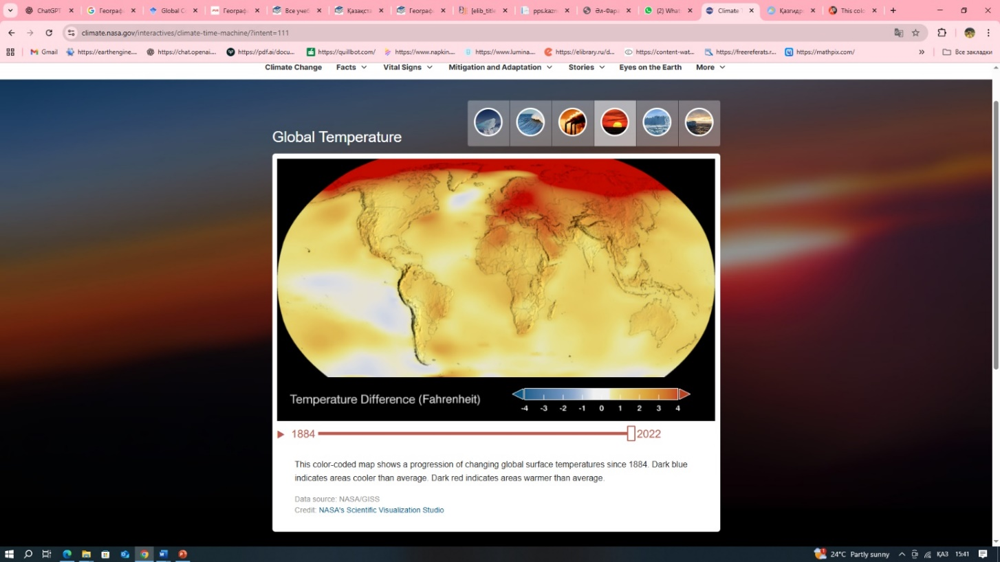 ChatGPT
Географ
Global C
Географ
Все учеб
Қазақста
Географ
[elib_title
pps.kazn
Әл-Фара
(2) What
Climate T
Қазгидр
This colo
climate.nasa.gov/interactives/climate-time-machine/?intent=111
Gmail
https://earthengine....
https://chat.openai....
https://pdf.ai/docu...
https://quillbot.com/
https://www.napkin....
https://www.lumina....
https://elibrary.ru/d...
https://content-wat...
https://freereferats.r...
https://mathpix.com/
»
Все закладки
Climate Change Facts Vital Signs Mitigation and Adaptation Stories Eyes on the Earth More
Global Temperature
Temperature Difference (Fahrenheit)
-4 -3 -2 -1 0 1 2 3 4
1884 2022
This color-coded map shows a progression of changing global surface temperatures since 1884. Dark blue
indicates areas cooler than average. Dark red indicates areas warmer than average.
Data source: NASA/GISS
Credit: NASA's Scientific Visualization Studio
24°C Partly sunny ҚАЗ 15:41